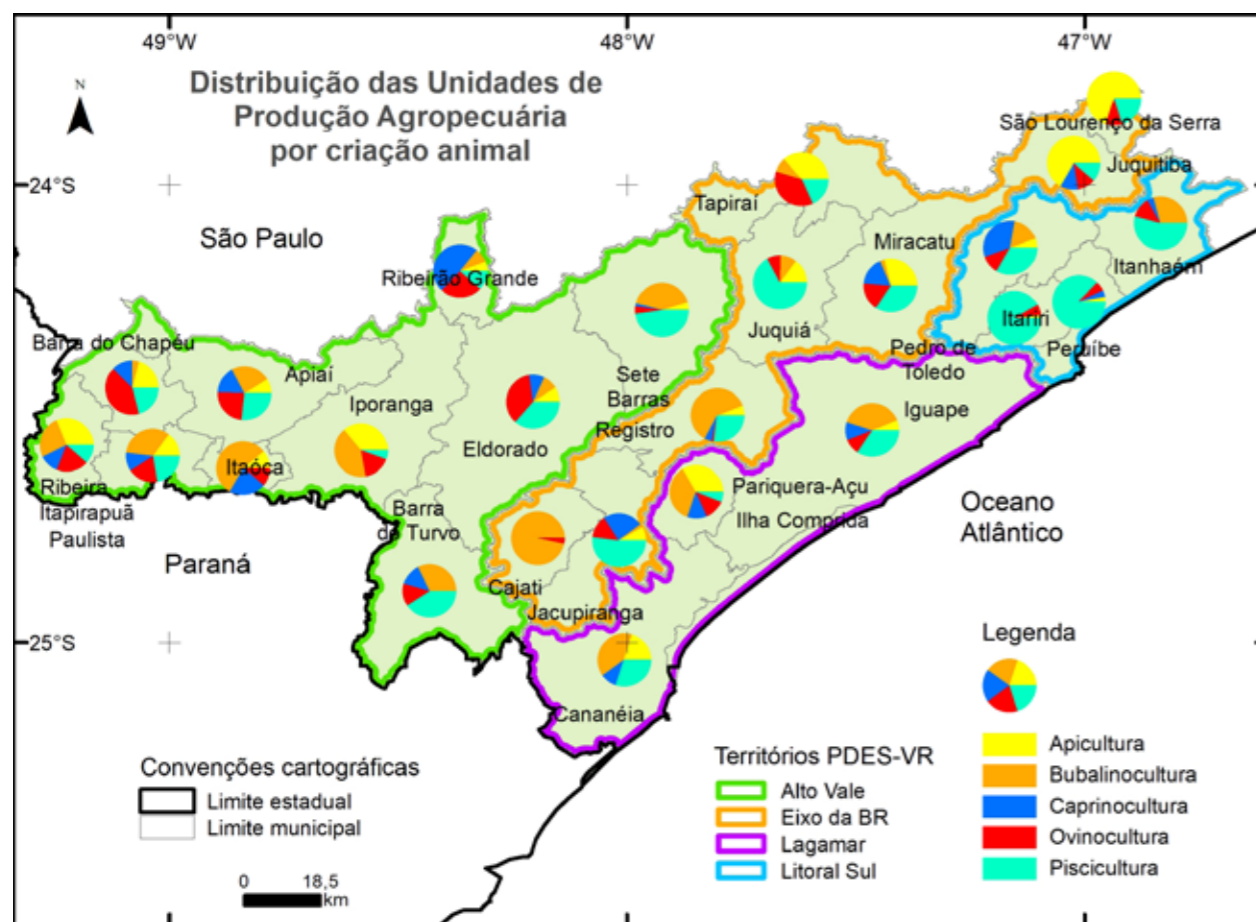 49°W
48°W
47°W
N
Distribuição das Unidades de
Produção Agropecuária
por criação animal
São Lourenço da Serra
Juquitiba
24°S
Tapiraí
São Paulo
Miracatu
Itanhaém
Ribeirão Grande
Itariri
Juquiá
Barra do Chapéu
Pedro de
Toledo
Peruíbe
Apiaí
Sete
Barras
Iporanga
Iguape
Registro
Eldorado
Itaóca
Ribeira
Pariquera-Açu
Itapirapuã
Paulista
Barra
do Turvo
Ilha Comprida
Oceano
Atlântico
Paraná
Cajati
Jacupiranga
25°S
Cananéia
Legenda
Apicultura
Bubalinocultura
Caprinocultura
Ovinocultura
Piscicultura
Territórios PDES-VR
Alto Vale
Eixo da BR
Lagamar
Litoral Sul
Convenções cartográficas
Limite estadual
Limite municipal
0 18,5
km